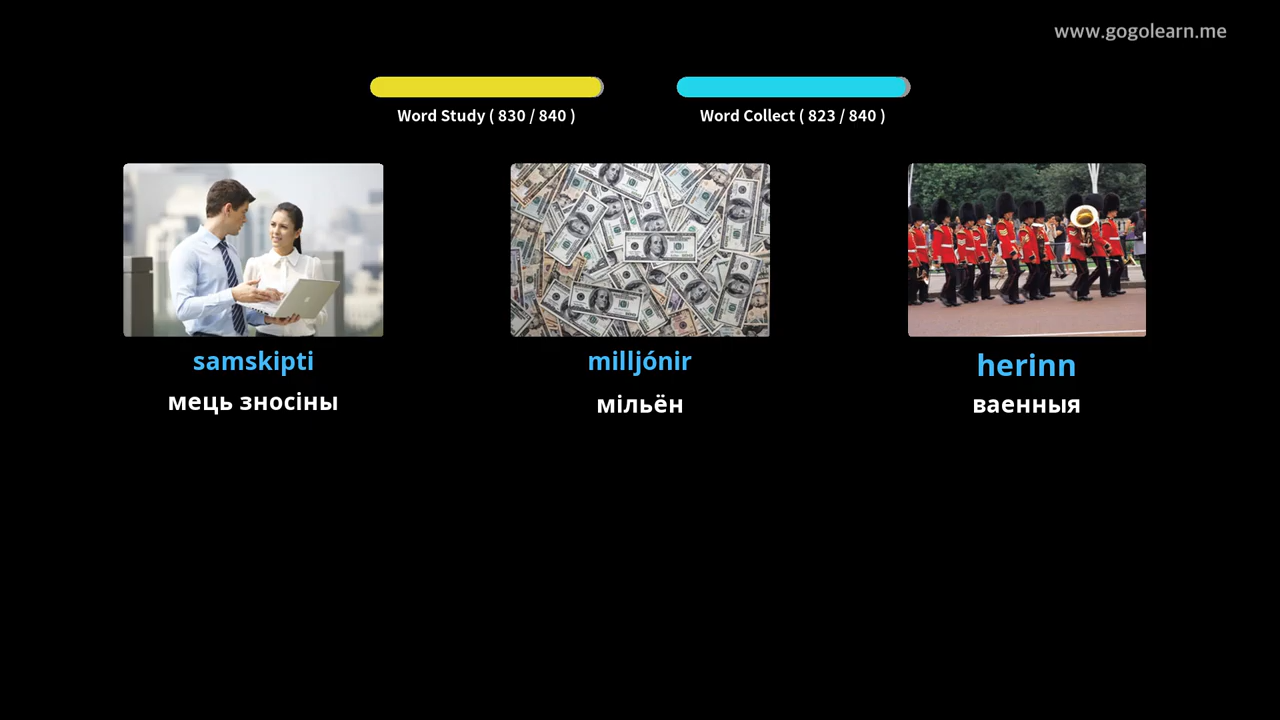 www.gogolearn.me
Word Study ( 830 / 840 )
Word Collect ( 823 / 840 )
samskipti
мець зносіны
milljónir
мільён
herinn
ваенныя